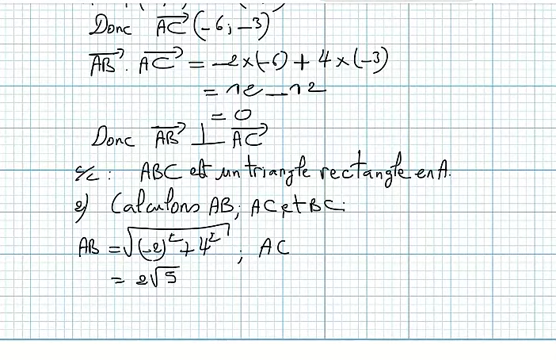 Donc AC⃗ (-6; -3)
AB⃗ . AC⃗ = -2×(-6) + 4×(-3)
= 12 - 12
= 0
Donc AB⃗ ⊥ AC⃗
c/c : ABC est un triangle rectangle en A.
2) Calculons AB; AC et BC.
AB = √((-2)² + 4²) ; AC
= 2√5